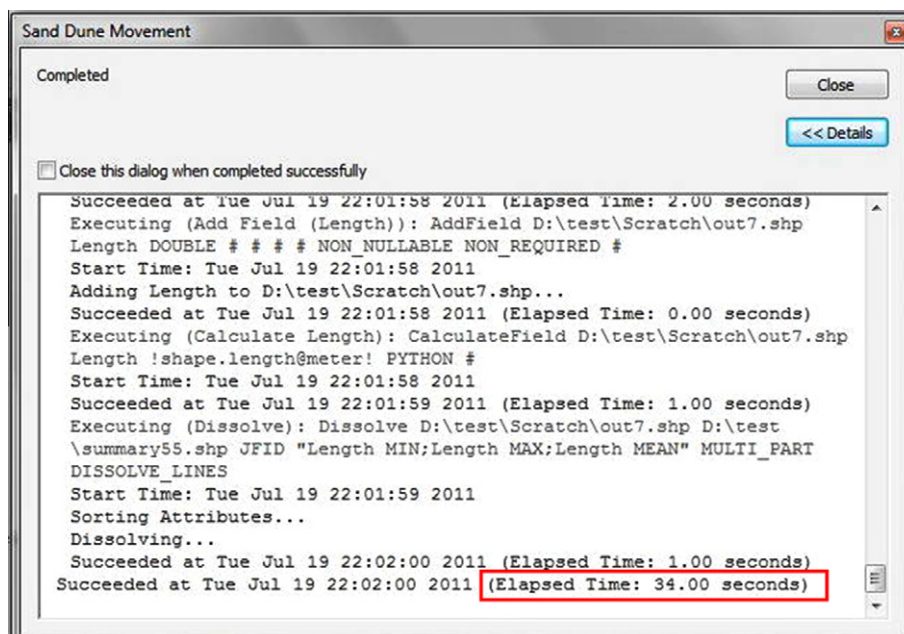 Sand Dune Movement
Completed
Close
<< Details
Close this dialog when completed successfully
Succeeded at Tue Jul 19 22:01:58 2011 (Elapsed Time: 2.00 seconds)
Executing (Add Field (Length)): AddField D:\test\Scratch\out7.shp
Length DOUBLE # # # # NON_NULLABLE NON_REQUIRED #
Start Time: Tue Jul 19 22:01:58 2011
Adding Length to D:\test\Scratch\out7.shp...
Succeeded at Tue Jul 19 22:01:58 2011 (Elapsed Time: 0.00 seconds)
Executing (Calculate Length): CalculateField D:\test\Scratch\out7.shp
Length !shape.length@meter! PYTHON #
Start Time: Tue Jul 19 22:01:58 2011
Succeeded at Tue Jul 19 22:01:59 2011 (Elapsed Time: 1.00 seconds)
Executing (Dissolve): Dissolve D:\test\Scratch\out7.shp D:\test
\summary55.shp JFID "Length MIN;Length MAX;Length MEAN" MULTI_PART
DISSOLVE_LINES
Start Time: Tue Jul 19 22:01:59 2011
Sorting Attributes...
Dissolving...
Succeeded at Tue Jul 19 22:02:00 2011 (Elapsed Time: 1.00 seconds)
Succeeded at Tue Jul 19 22:02:00 2011 (Elapsed Time: 34.00 seconds)